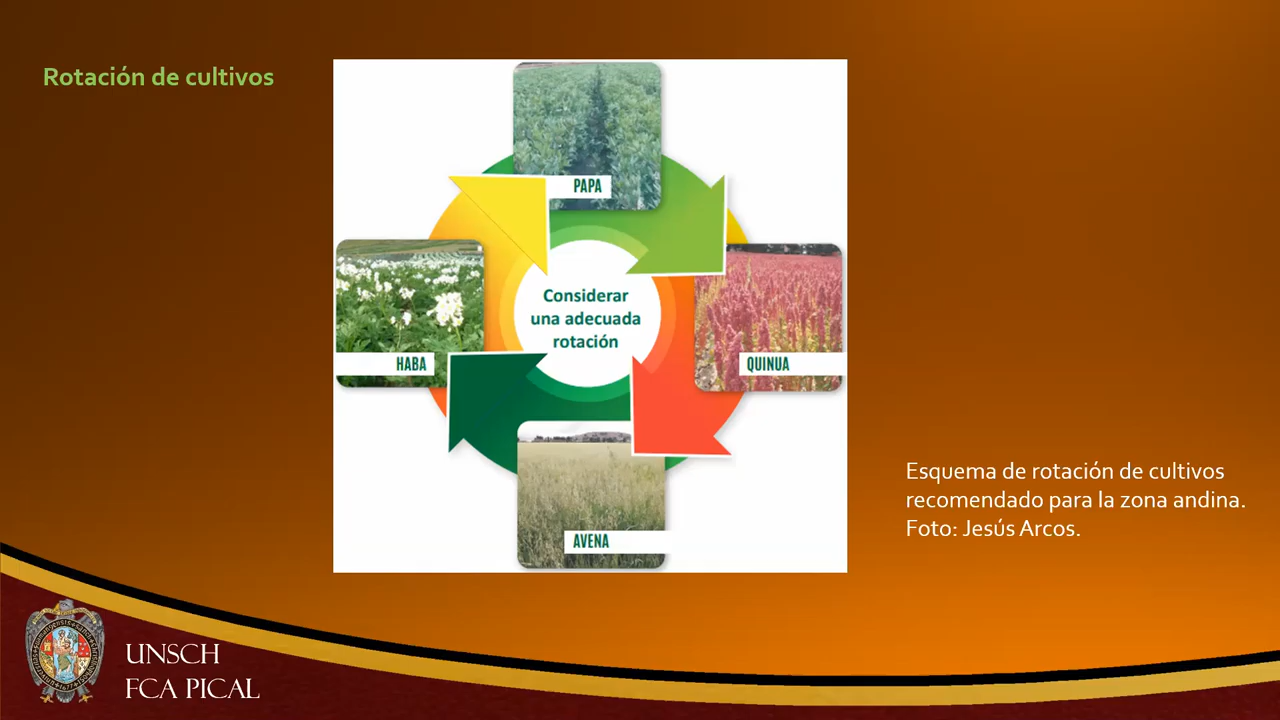 Rotación de cultivos
PAPA
Considerar
una adecuada
rotación
HABA
QUINUA
AVENA
Esquema de rotación de cultivos
recomendado para la zona andina.
Foto: Jesús Arcos.
UNSCH
FCA PICAL